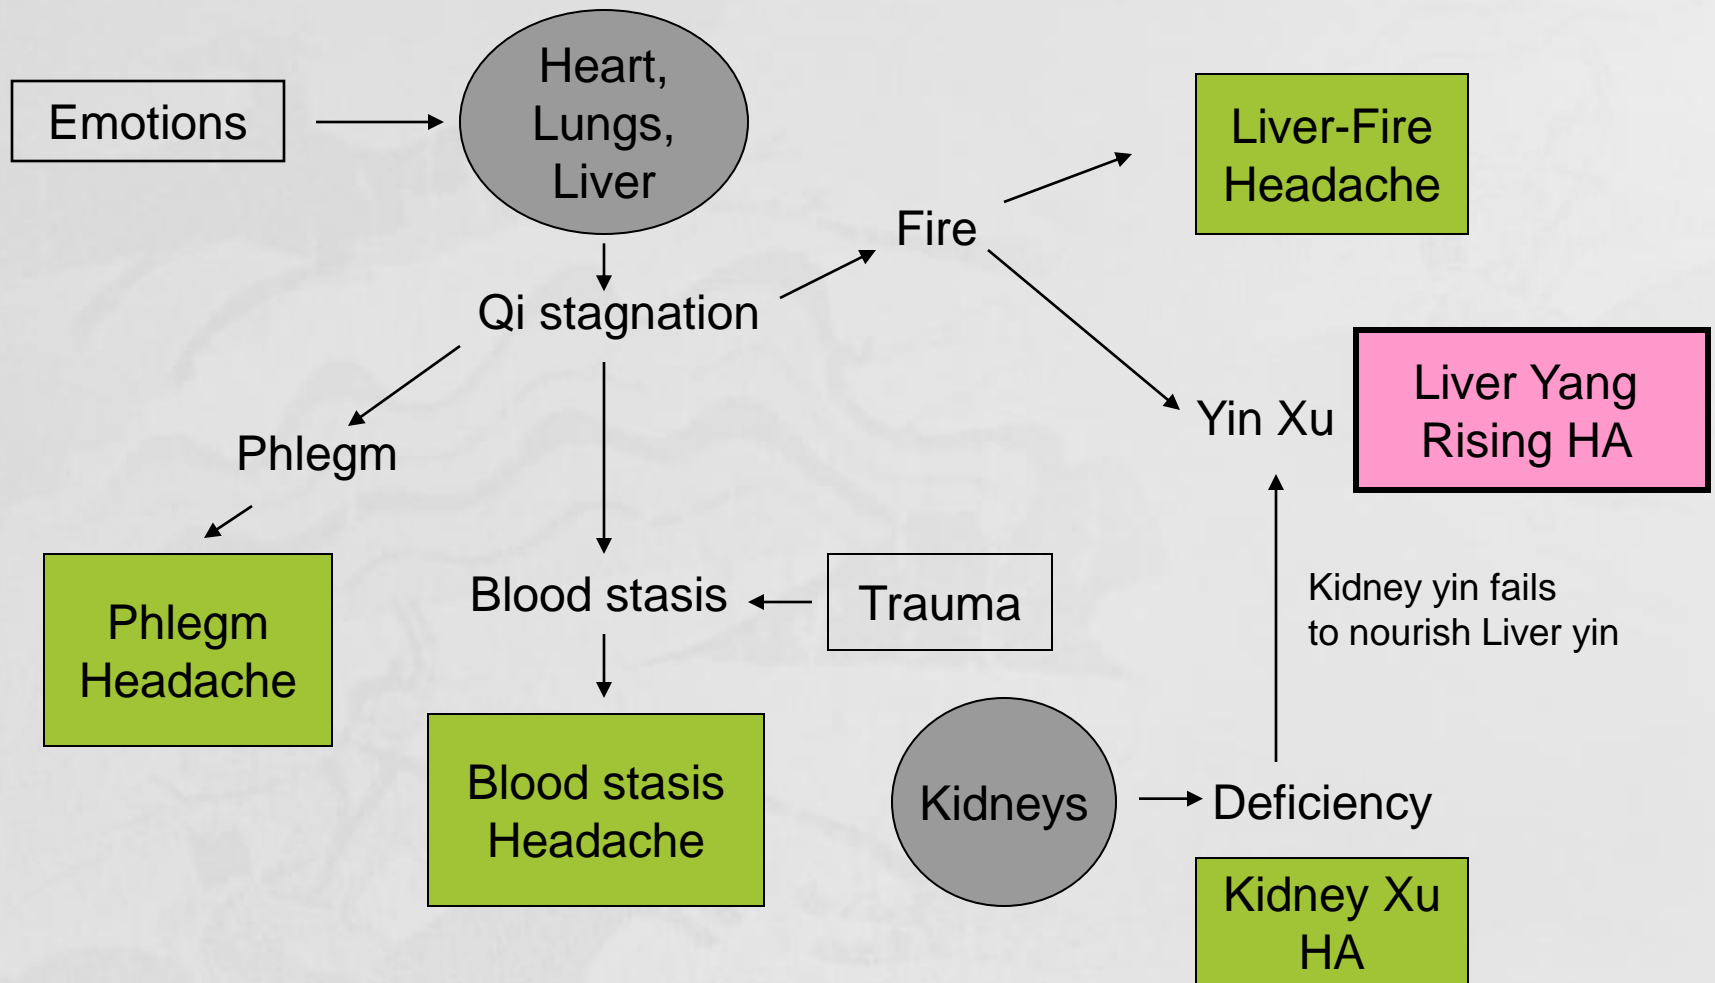 Heart,
Lungs,
Liver
Emotions
Liver-Fire
Headache
Fire
Qi stagnation
Liver Yang
Rising HA
Yin Xu
Phlegm
Kidney yin fails
to nourish Liver yin
Blood stasis
Trauma
Phlegm
Headache
Blood stasis
Headache
Kidneys
Deficiency
Kidney Xu
HA